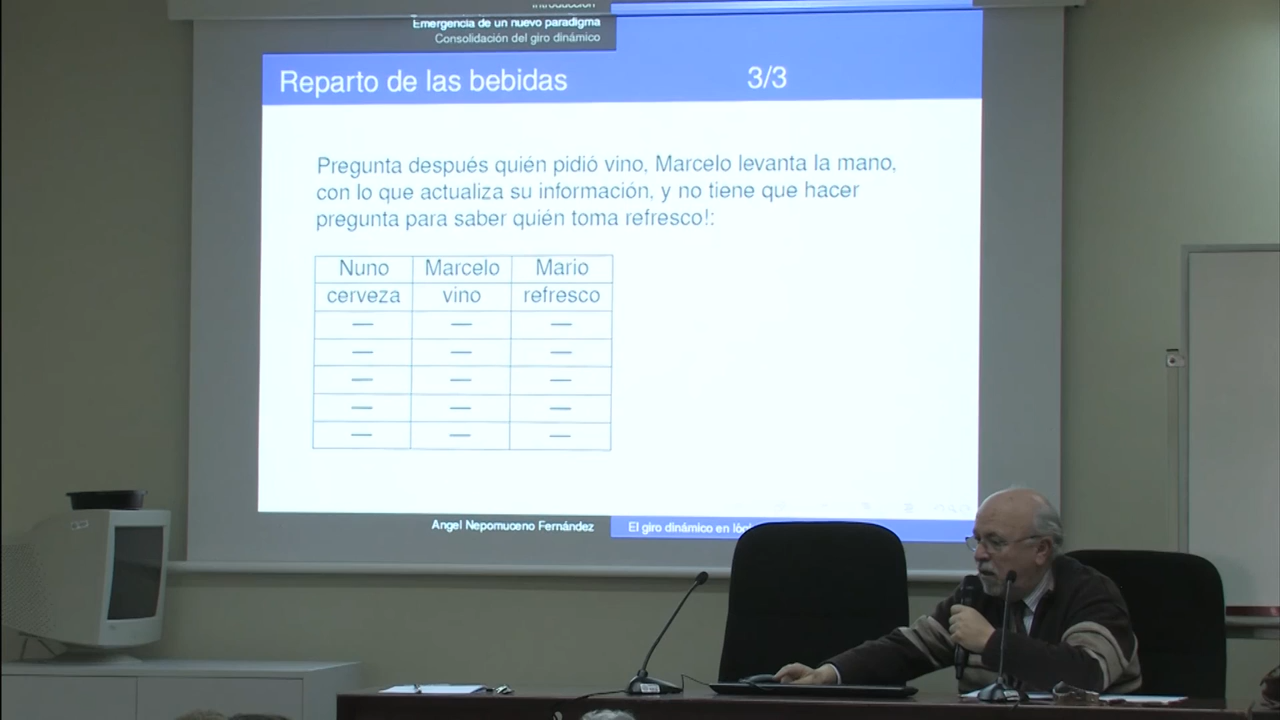 Introducción
Emergencia de un nuevo paradigma
Consolidación del giro dinámico
Reparto de las bebidas 3/3
Pregunta después quién pidió vino, Marcelo levanta la mano,
con lo que actualiza su información, y no tiene que hacer
pregunta para saber quién toma refresco!:
Nuno Marcelo Mario
cerveza vino refresco
— — —
— — —
— — —
— — —
— — —
Angel Nepomuceno Fernández El giro dinámico en